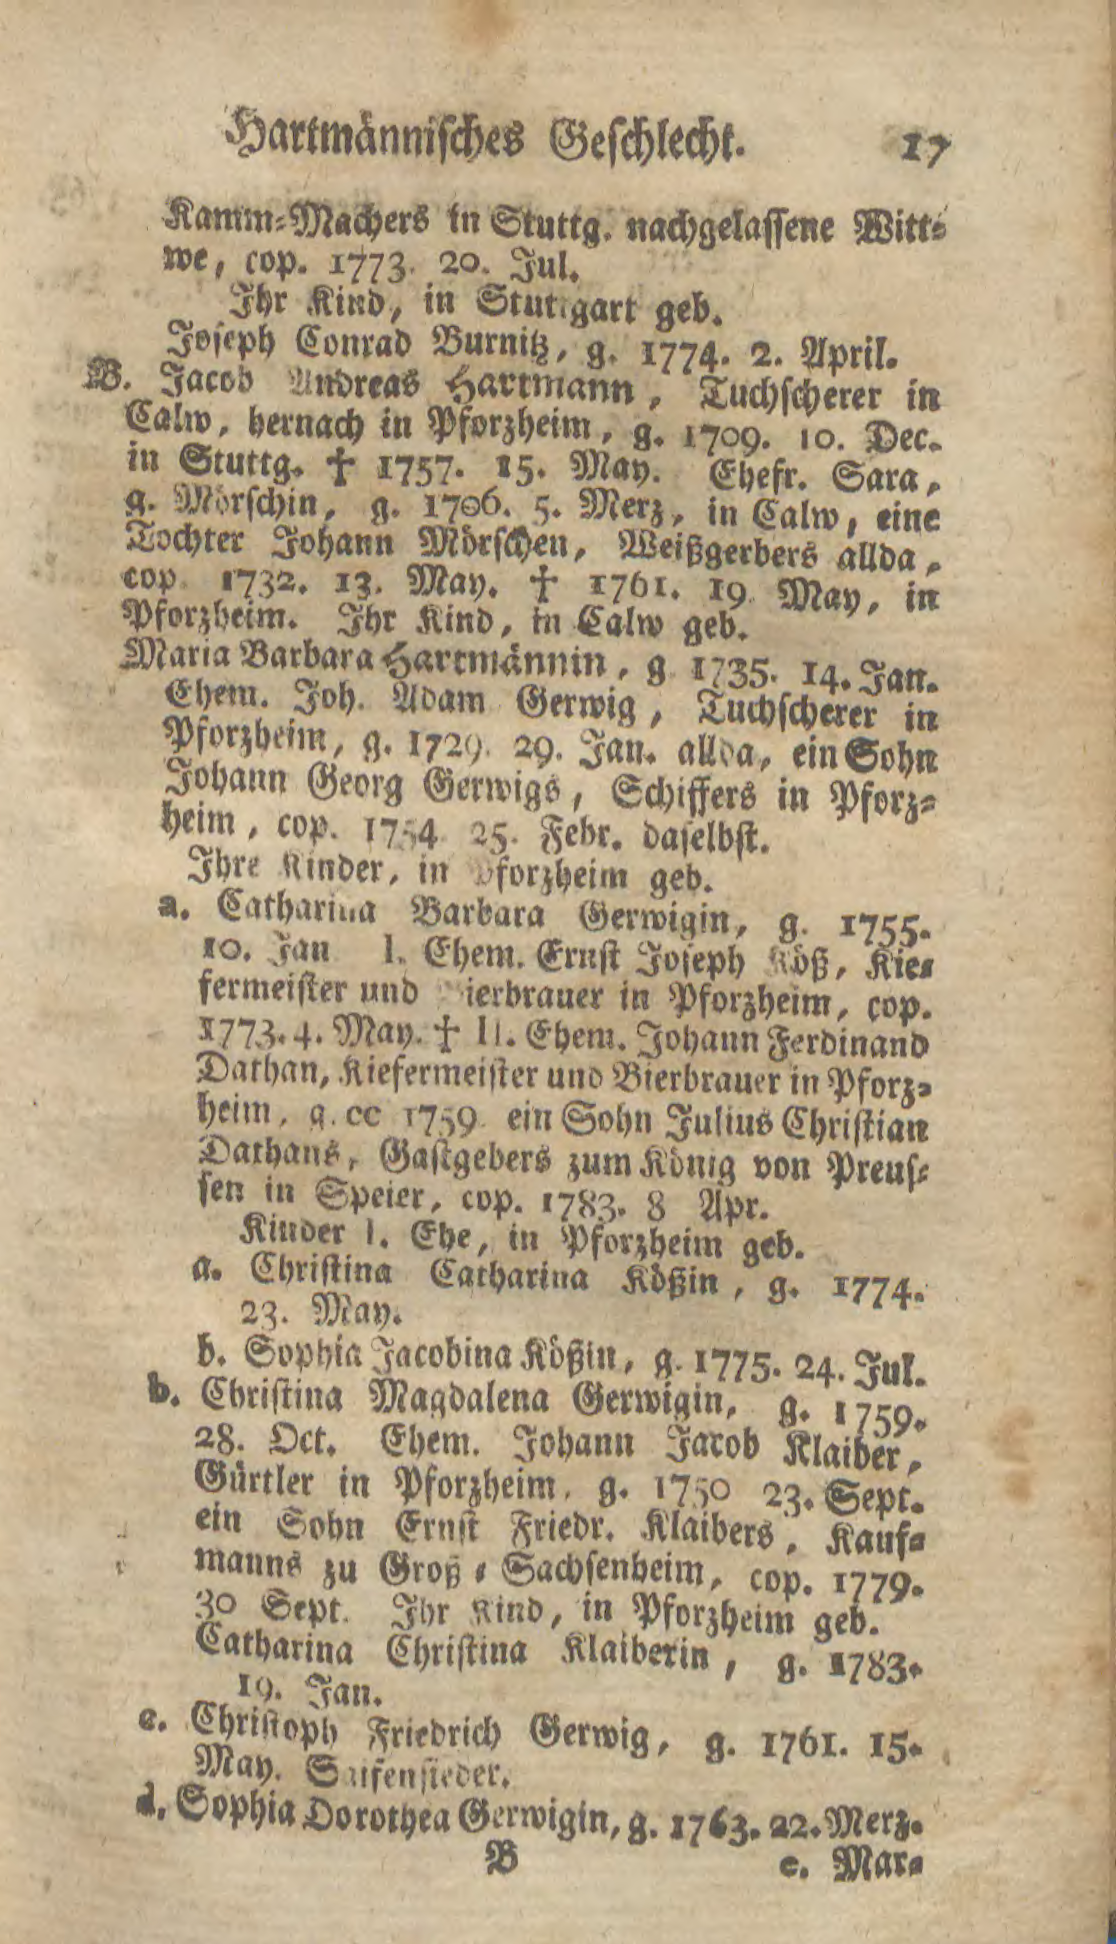 Hartmännisches Geschlecht. 17
Kamm-Machers in Stuttg. nachgelassene Witt-
we, cop. 1773. 20. Jul.
Ihr Kind, in Stuttgart geb.
Joseph Conrad Burnitz, g. 1774. 2. April.
B. Jacob Andreas Hartmann, Tuchscherer in
Calw, hernach in Pforzheim, g. 1709. 10. Dec.
in Stuttg. † 1757. 15. May. Ehefr. Sara,
g. Mörschin, g. 1706. 5. Merz, in Calw, eine
Tochter Johann Mörschen, Weißgerbers allda,
cop. 1732. 13. May. † 1761. 19. May, in
Pforzheim. Ihr Kind, in Calw geb.
Maria Barbara Hartmännin, g. 1735. 14. Jan.
Ehem. Joh. Adam Gerwig, Tuchscherer in
Pforzheim, g. 1729. 29. Jan. allda, ein Sohn
Johann Georg Gerwigs, Schiffers in Pforz-
heim, cop. 1754. 25. Febr. daselbst.
Ihre Kinder, in Pforzheim geb.
a. Catharina Barbara Gerwigin, g. 1755.
10. Jan. I. Ehem. Ernst Joseph Köß, Kie-
fermeister und Bierbrauer in Pforzheim, cop.
1773. 4. May. † II. Ehem. Johann Ferdinand
Dathan, Kiefermeister und Bierbrauer in Pforz-
heim, g. cc 1759. ein Sohn Julius Christian
Dathans, Gastgebers zum König von Preus-
sen in Speier, cop. 1783. 8 Apr.
Kinder I. Ehe, in Pforzheim geb.
a. Christina Catharina Kößin, g. 1774.
23. May.
b. Sophia Jacobina Kößin, g. 1775. 24. Jul.
b. Christina Magdalena Gerwigin, g. 1759.
28. Oct. Ehem. Johann Jacob Klaiber,
Gürtler in Pforzheim, g. 1750 23. Sept.
ein Sohn Ernst Friedr. Klaibers, Kauf-
manns zu Groß-Sachsenheim, cop. 1779.
30 Sept. Ihr Kind, in Pforzheim geb.
Catharina Christina Klaiberin, g. 1783.
19. Jan.
c. Christoph Friedrich Gerwig, g. 1761. 15.
May. Saifensieder.
d. Sophia Dorothea Gerwigin, g. 1763. 22. Merz.
B e. Mar-